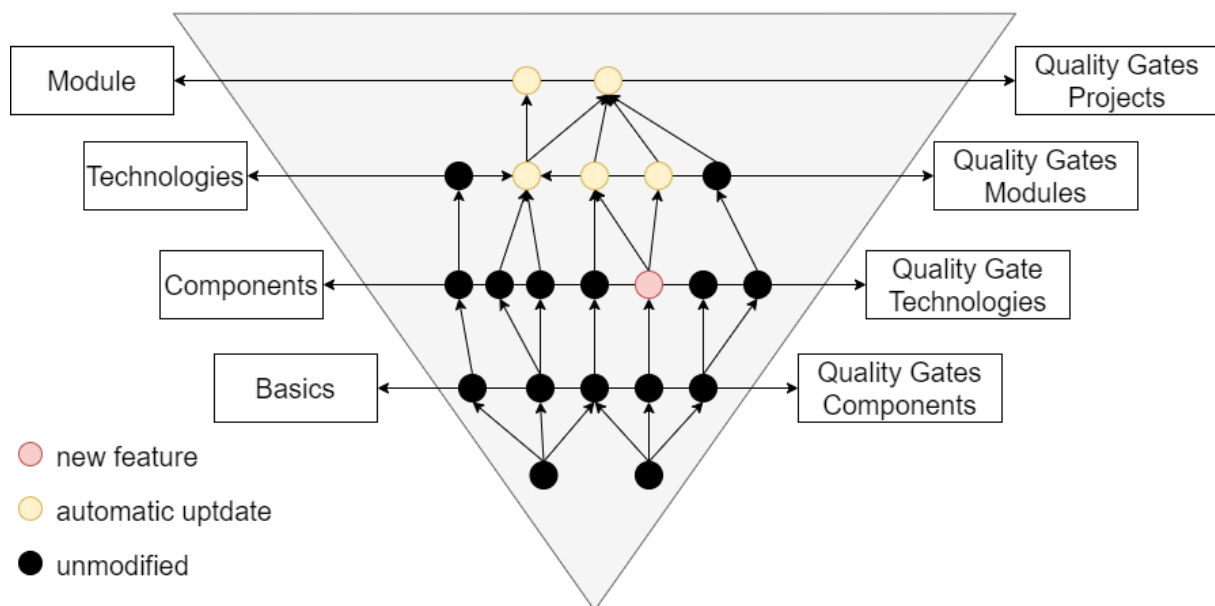 Module
Quality Gates
Projects
Technologies
Quality Gates
Modules
Components
Quality Gate
Technologies
Basics
Quality Gates
Components
new feature
automatic uptdate
unmodified